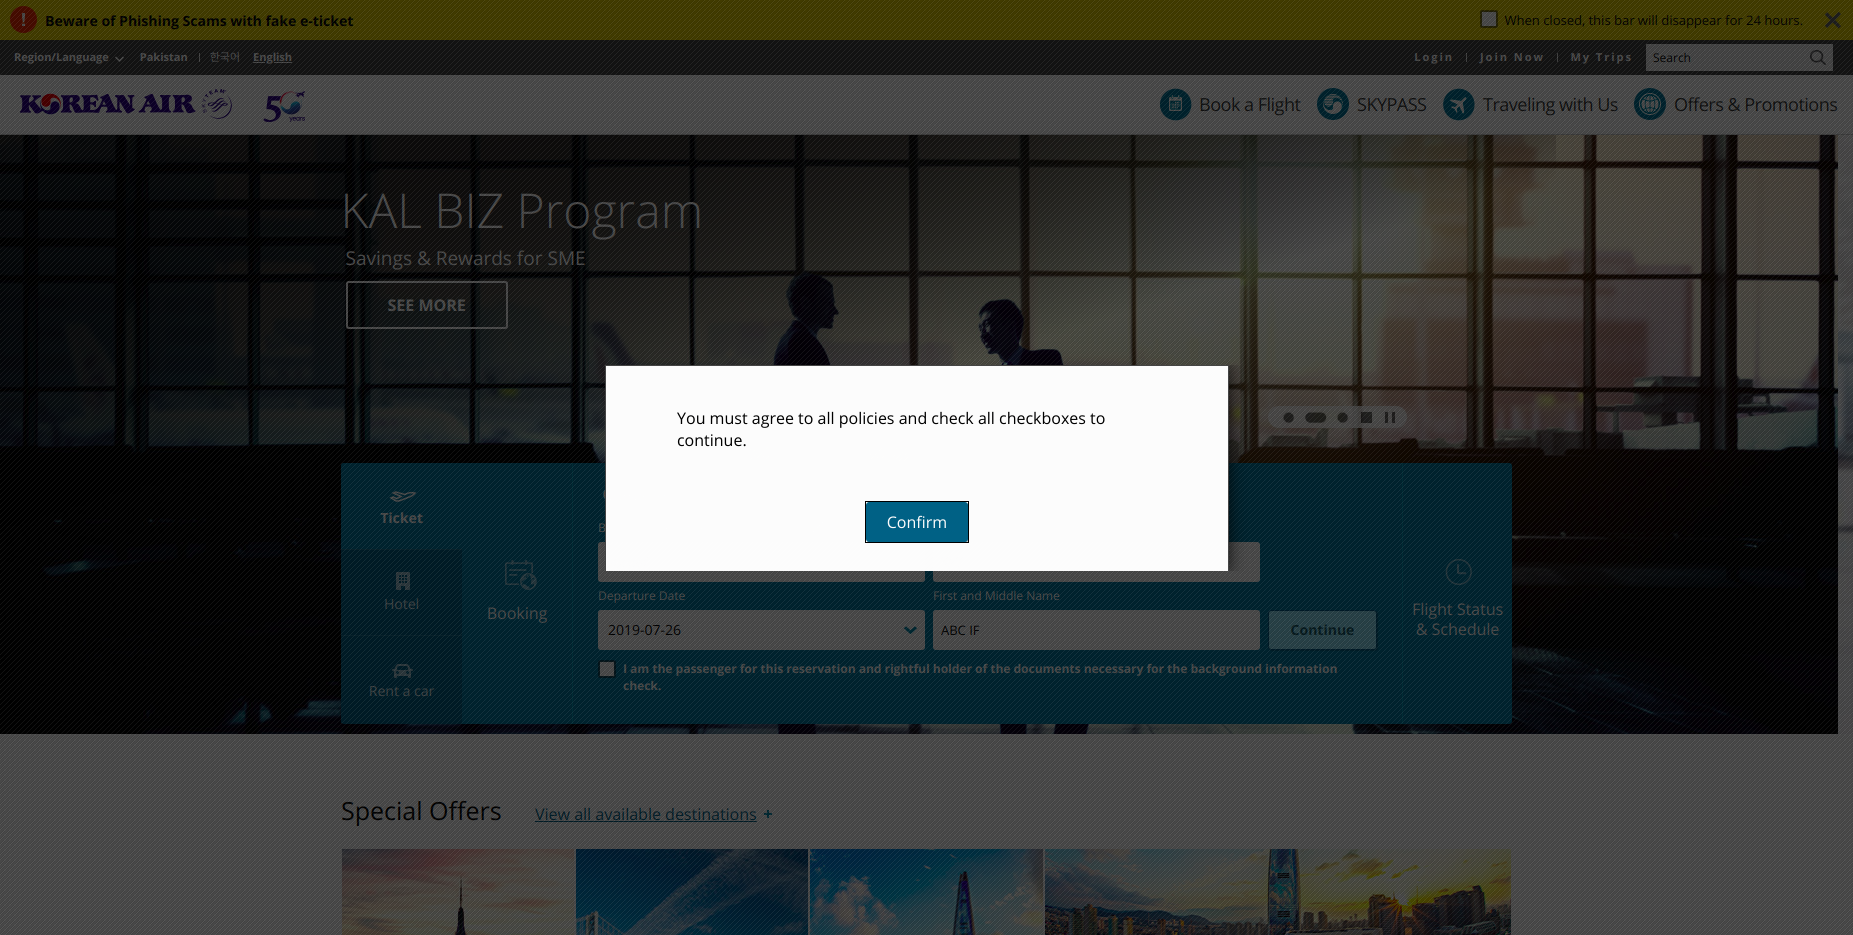 Beware of Phishing Scams with fake e-ticket
When closed, this bar will disappear for 24 hours.
Region/Language
Pakistan
한국어
English
Login
Join Now
My Trips
Search
KOREAN AIR
50
years
Book a Flight
SKYPASS
Traveling with Us
Offers & Promotions
KAL BIZ Program
Savings & Rewards for SME
SEE MORE
You must agree to all policies and check all checkboxes to
continue.
Confirm
Ticket
Hotel
Rent a car
Booking
Departure Date
First and Middle Name
2019-07-26
ABC IF
Continue
I am the passenger for this reservation and rightful holder of the documents necessary for the background information
check.
Flight Status
& Schedule
Special Offers
View all available destinations +